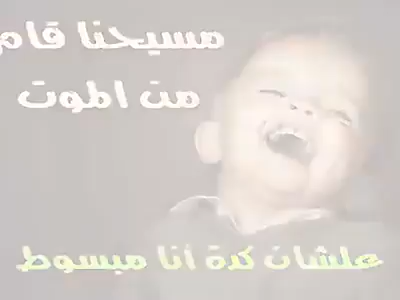 مسيحنا قام
من الموت
علشان كدة أنا مبسوط